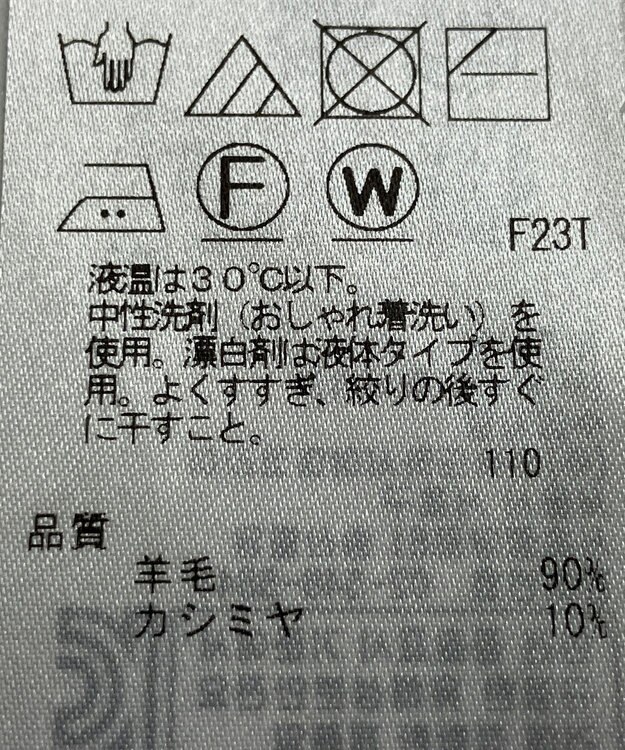 F W
F23T
液温は30℃以下。
中性洗剤（おしゃれ着洗い）を
使用。漂白剤は液体タイプを使
用。よくすすぎ、絞りの後すぐ
に干すこと。
110
品質
羊毛 90%
カシミヤ 10%